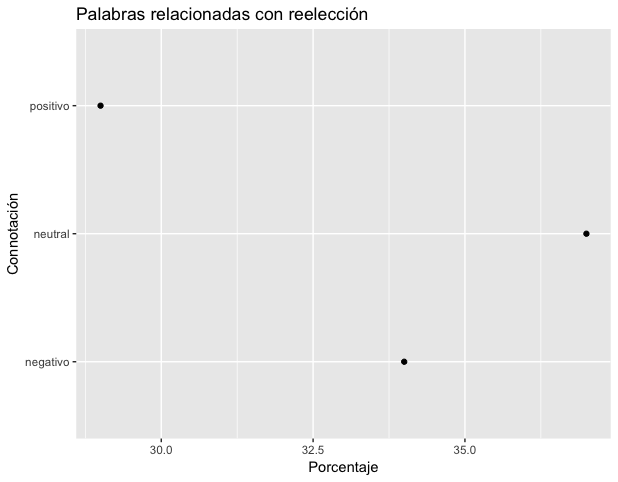 Palabras relacionadas con reelección
Connotación
positivo
neutral
negativo
30.0 32.5 35.0
Porcentaje